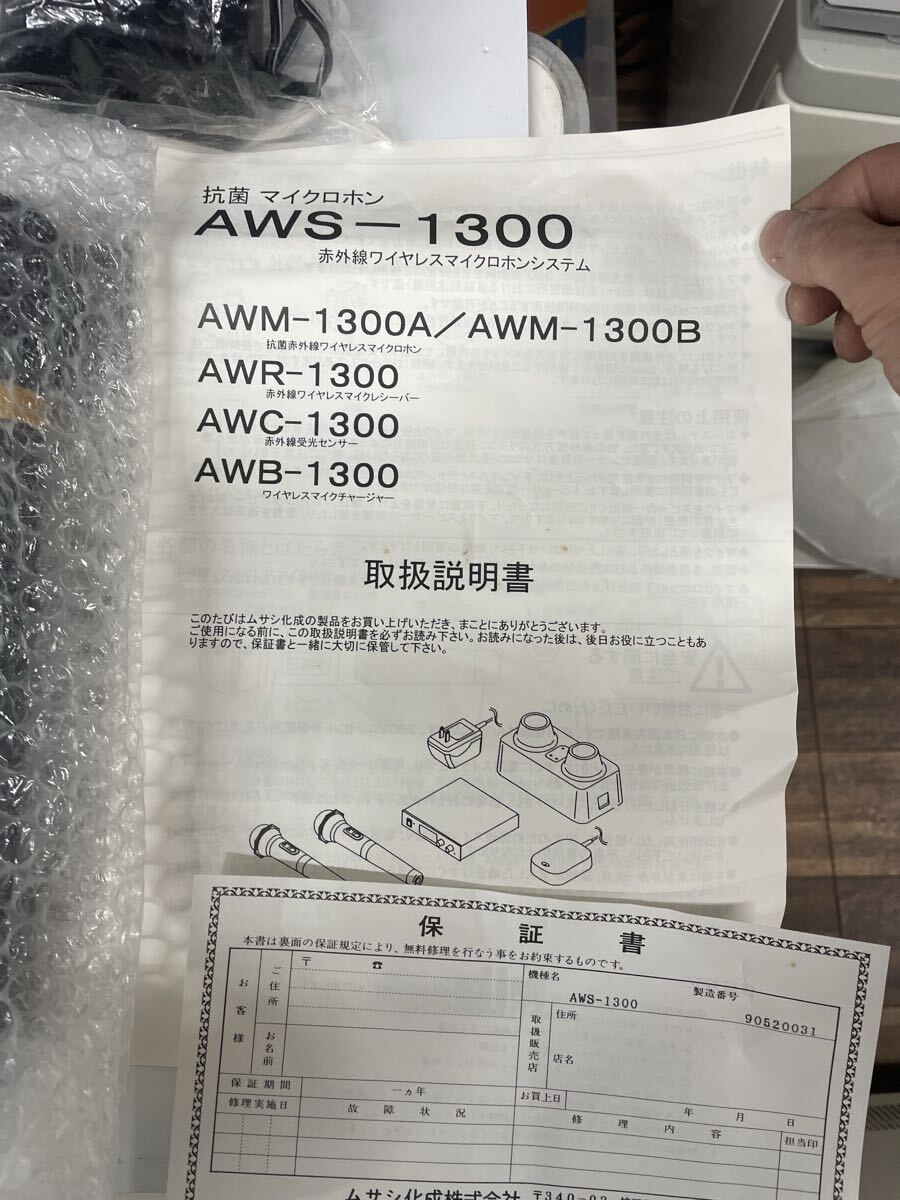 抗菌 マイクロホン
AWS－1300
赤外線ワイヤレスマイクロホンシステム
AWM-1300A／AWM-1300B
抗菌赤外線ワイヤレスマイクロホン
AWR-1300
赤外線ワイヤレスマイクレシーバー
AWC-1300
赤外線受光センサー
AWB-1300
ワイヤレスマイクチャージャー
取扱説明書
このたびはムサシ化成の製品をお買い上げいただき、まことにありがとうございます。
ご使用になる前に、この取扱説明書を必ずお読み下さい。お読みになった後は、後日お役に立つこともあ
りますので、保証書と一緒に大切に保管して下さい。
保証書
本書は裏面の保証規定により、無料修理を行なう事をお約束するものです。
お客様
ご住所
〒 ☎
お名前
機種名
AWS-1300
製造番号
90520031
取扱販売店
住所
店名
保証期間
一ヵ年
お買上日
年 月 日
修理実施日
故障状況
修理内容
担当印
ムサシ化成株式会社 〒340-02